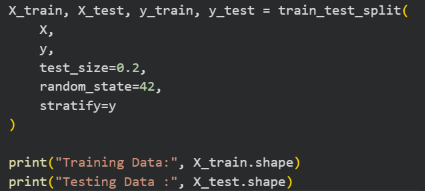 X_train, X_test, y_train, y_test = train_test_split(
    X,
    y,
    test_size=0.2,
    random_state=42,
    stratify=y
)

print("Training Data:", X_train.shape)
print("Testing Data :", X_test.shape)